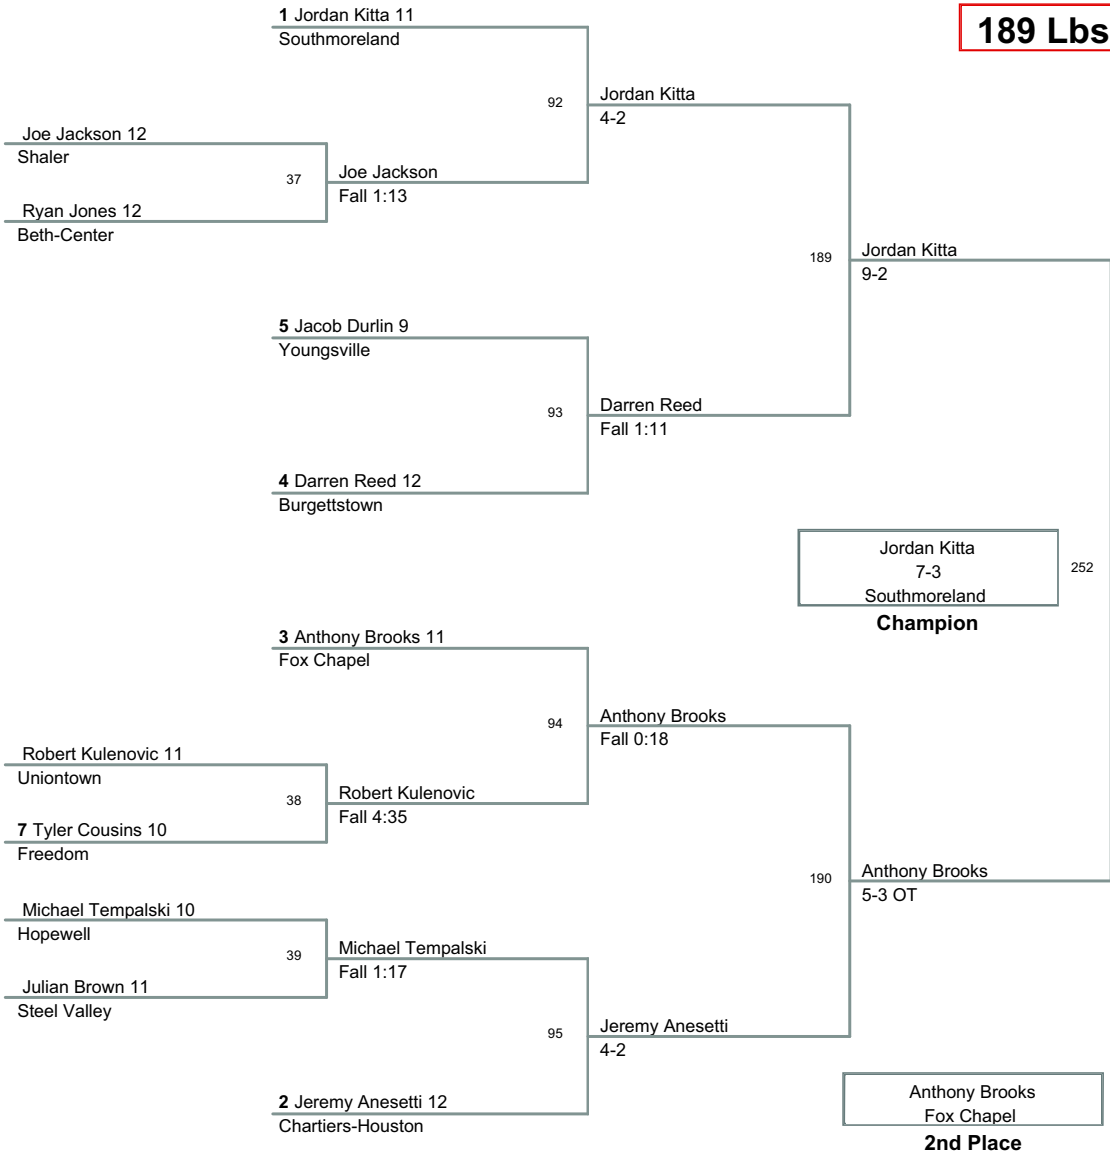 189 Lbs
1 Jordan Kitta 11
Southmoreland
92
Jordan Kitta
4-2
Joe Jackson 12
Shaler
37
Joe Jackson
Fall 1:13
Ryan Jones 12
Beth-Center
189
Jordan Kitta
9-2
5 Jacob Durlin 9
Youngsville
93
Darren Reed
Fall 1:11
4 Darren Reed 12
Burgettstown
Jordan Kitta
7-3
Southmoreland
252
Champion
3 Anthony Brooks 11
Fox Chapel
94
Anthony Brooks
Fall 0:18
Robert Kulenovic 11
Uniontown
38
Robert Kulenovic
Fall 4:35
7 Tyler Cousins 10
Freedom
190
Anthony Brooks
5-3 OT
Michael Tempalski 10
Hopewell
39
Michael Tempalski
Fall 1:17
Julian Brown 11
Steel Valley
95
Jeremy Anesetti
4-2
2 Jeremy Anesetti 12
Chartiers-Houston
Anthony Brooks
Fox Chapel
2nd Place